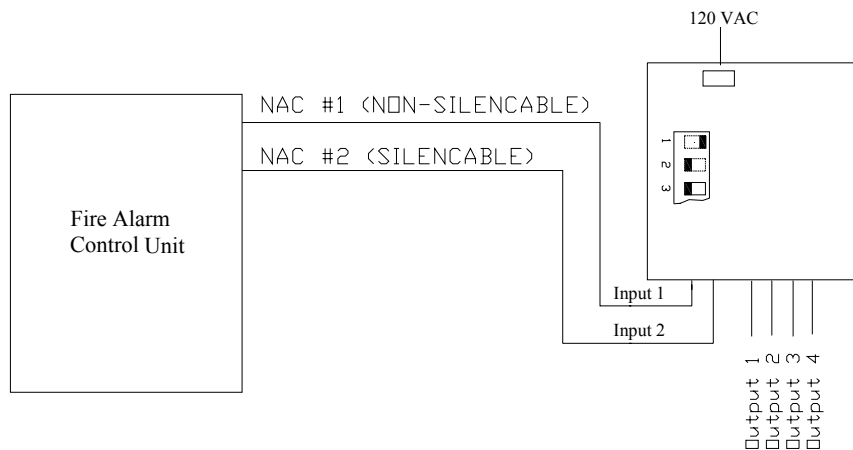 120 VAC
NAC #1 (NON-SILENCABLE)
NAC #2 (SILENCABLE)
1
2
3
Fire Alarm
Control Unit
Input 1
Input 2
Output 1
Output 2
Output 3
Output 4